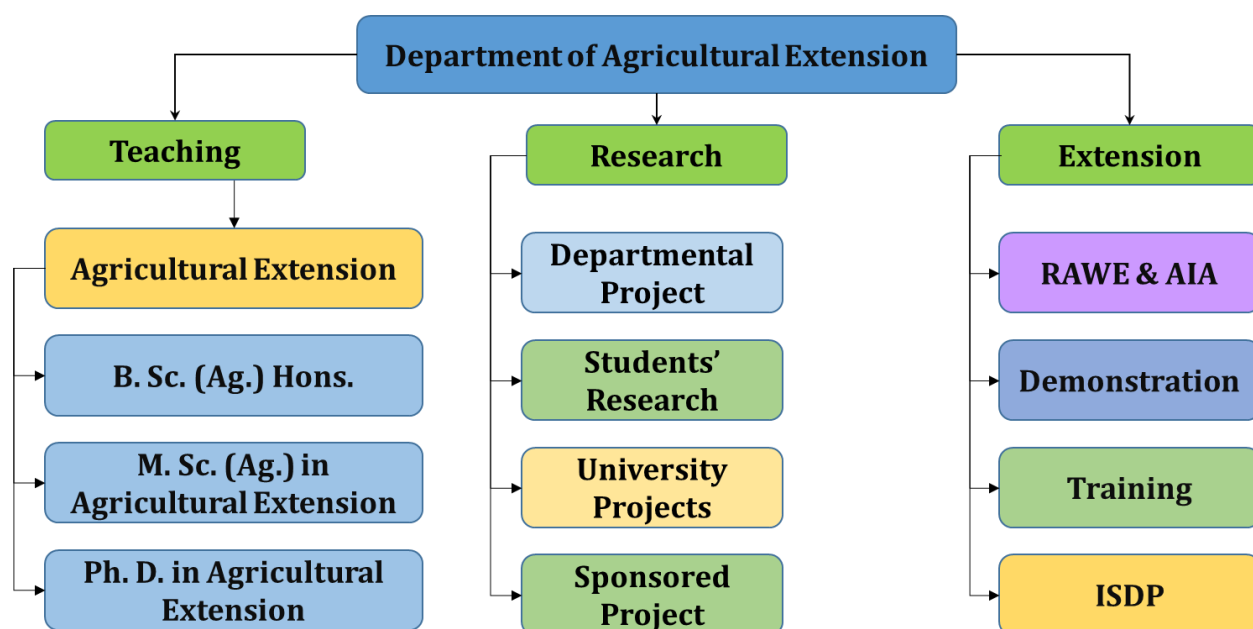 Department of Agricultural Extension
Teaching
Agricultural Extension
B. Sc. (Ag.) Hons.
M. Sc. (Ag.) in
Agricultural Extension
Ph. D. in Agricultural
Extension
Research
Departmental
Project
Students’
Research
University
Projects
Sponsored
Project
Extension
RAWE & AIA
Demonstration
Training
ISDP